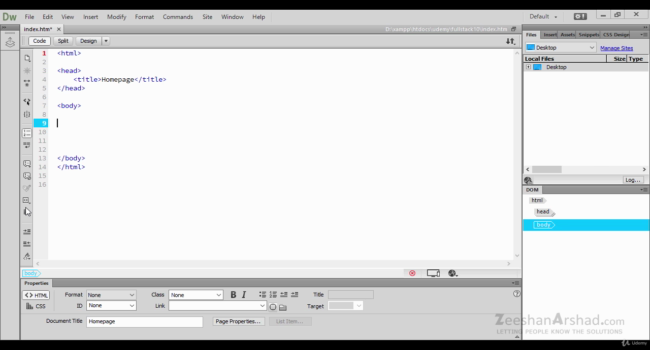 Dw File Edit View Insert Modify Format Commands Site Window Help Default
index.htm*
Code Split Design
Files Insert Assets Snippets CSS Design
Desktop Manage Sites
Local Files Size Type
Desktop
1 <html>
2
3 <head>
4 <title>Homepage</title>
5 </head>
6
7 <body>
8
9
10
11
12
13 </body>
14 </html>
15
16
Log...
DOM
html
head
body
body
Properties
<> HTML Format None Class None B I Title
CSS ID None Link Target
Document Title Homepage Page Properties... List Item...
ZeeshanArshad.com
LETTING PEOPLE KNOW THE SOLUTIONS
Udemy